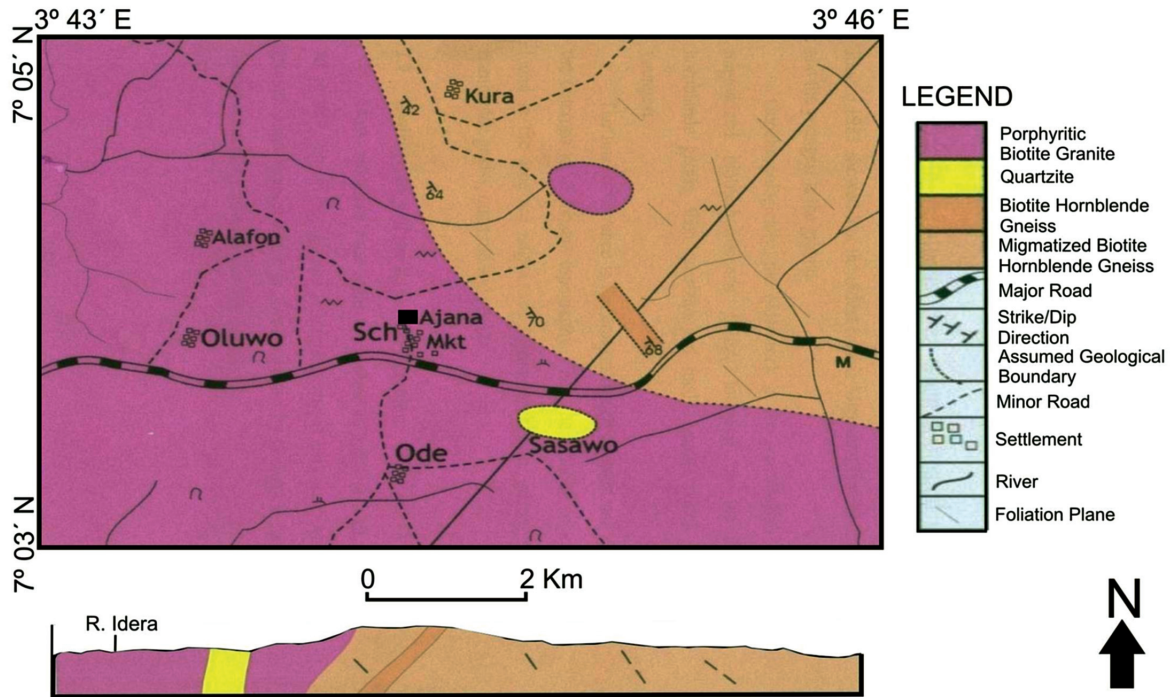 3º 43´ E
3º 46´ E
7º 05´ N
Kura
42
64
Alafon
70
68
Sch
Ajana
Mkt
Oluwo
M
Ode
Sasawo
7º 03´ N
LEGEND
Porphyritic
Biotite Granite
Quartzite
Biotite Hornblende
Gneiss
Migmatized Biotite
Hornblende Gneiss
Major Road
Strike/Dip
Direction
Assumed Geological
Boundary
Minor Road
Settlement
River
Foliation Plane
0 2 Km
R. Idera
N